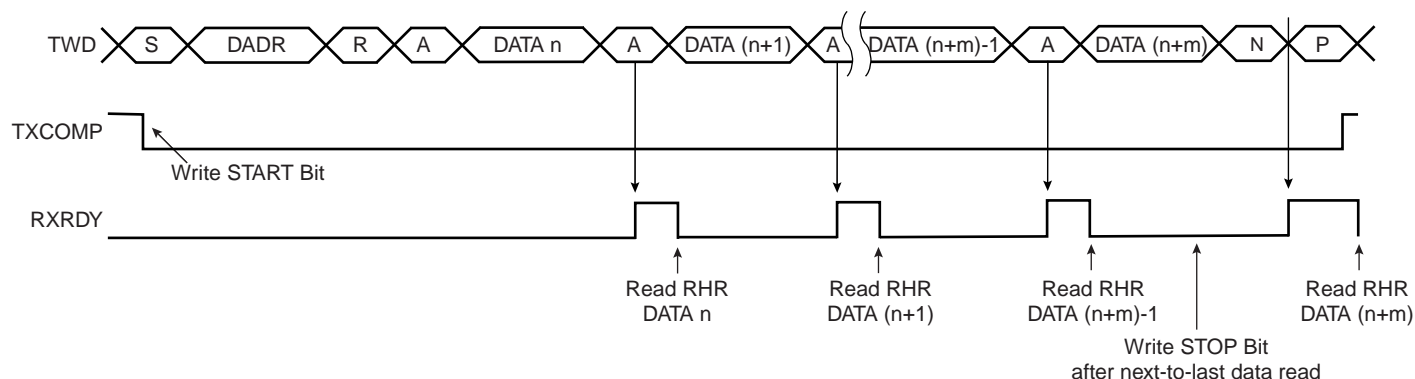 TWD S DADR R A DATA n A DATA (n+1) A DATA (n+m)-1 A DATA (n+m) N P
TXCOMP
Write START Bit
RXRDY
Read RHR
DATA n
Read RHR
DATA (n+1)
Read RHR
DATA (n+m)-1
Read RHR
DATA (n+m)
Write STOP Bit
after next-to-last data read